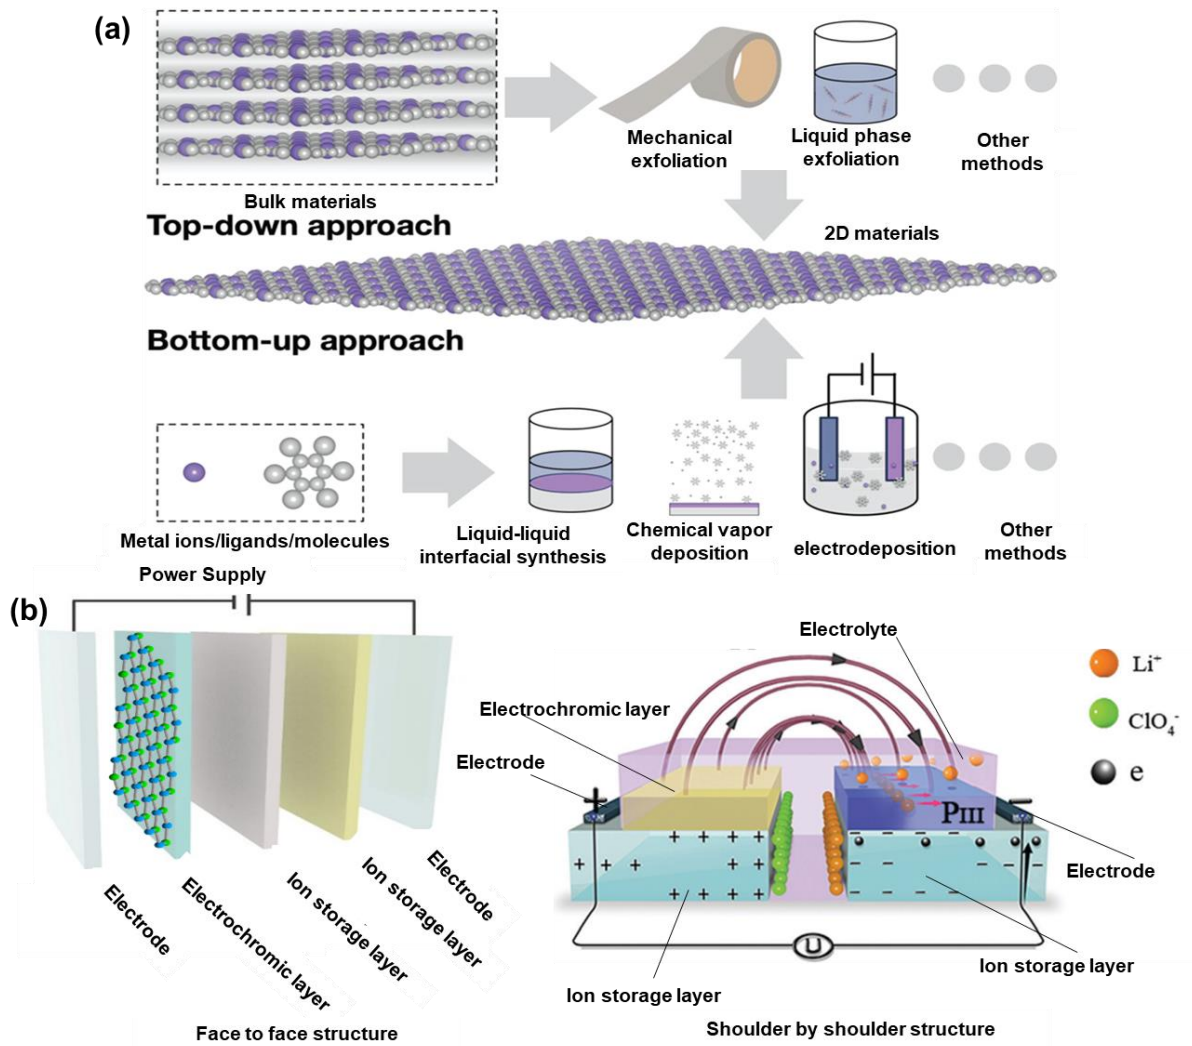 (a)
Mechanical
exfoliation
Liquid phase
exfoliation
Other
methods
Bulk materials
Top-down approach
2D materials
Bottom-up approach
Metal ions/ligands/molecules
Liquid-liquid
interfacial synthesis
Chemical vapor
deposition
electrodeposition
Other
methods
(b)
Power Supply
Electrode
Electrochromic layer
Ion storage layer
Ion storage layer
Electrode
Face to face structure
Electrolyte
Electrochromic layer
Electrode
Li+
ClO4-
e
+
−
PIII
Electrode
U
Ion storage layer
Ion storage layer
Shoulder by shoulder structure